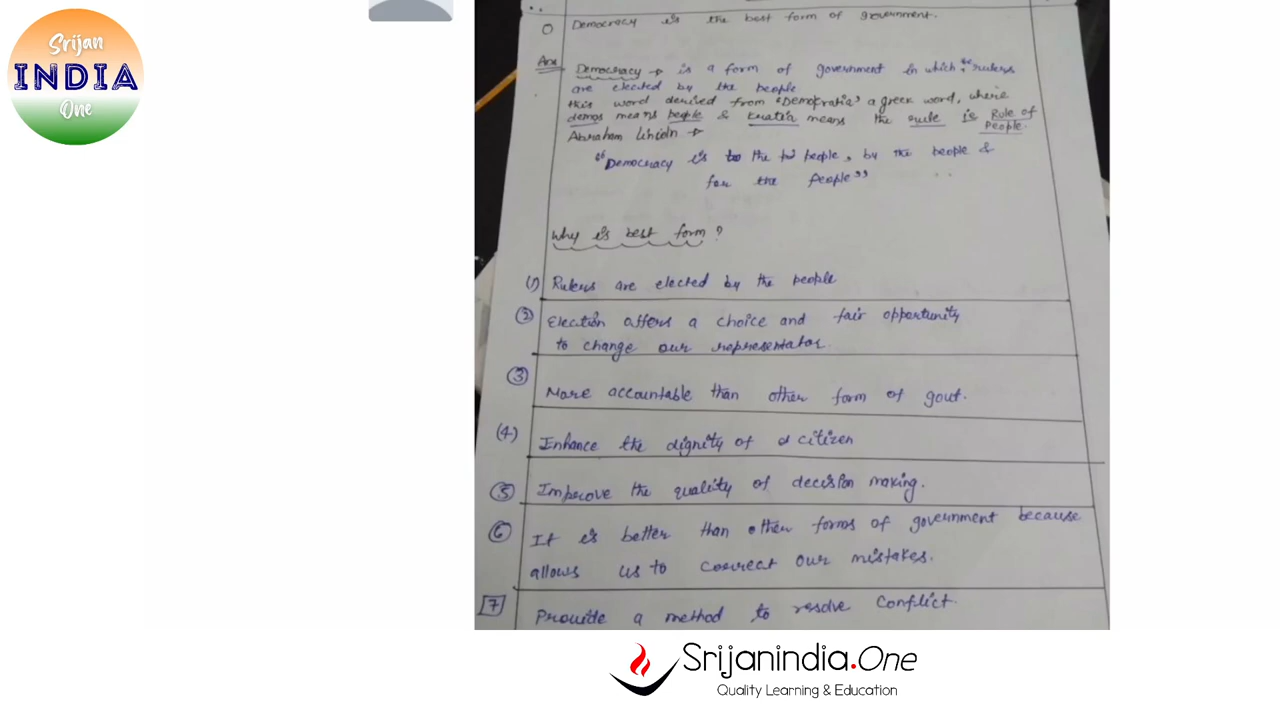 Srijan
INDIA
One
Q Democracy is the best form of government.
Ans Democracy → is a form of government in which the rulers
are elected by the people
this word derived from "Demokratia" a greek word, where
demos means people & kratia means the rule is Rule of
People.
Abraham Lincoln →
"Democracy is to the people, by the people &
for the people"
Why is best form ?
(1) Rulers are elected by the people
(2) Election offers a choice and fair opportunity
to change our representator.
(3) More accountable than other form of govt.
(4) Enhance the dignity of a citizen
(5) Improve the quality of decision making.
(6) It is better than other forms of government because
allows us to correct our mistakes.
7 Provide a method to resolve conflict.
Srijanindia.One
Quality Learning & Education